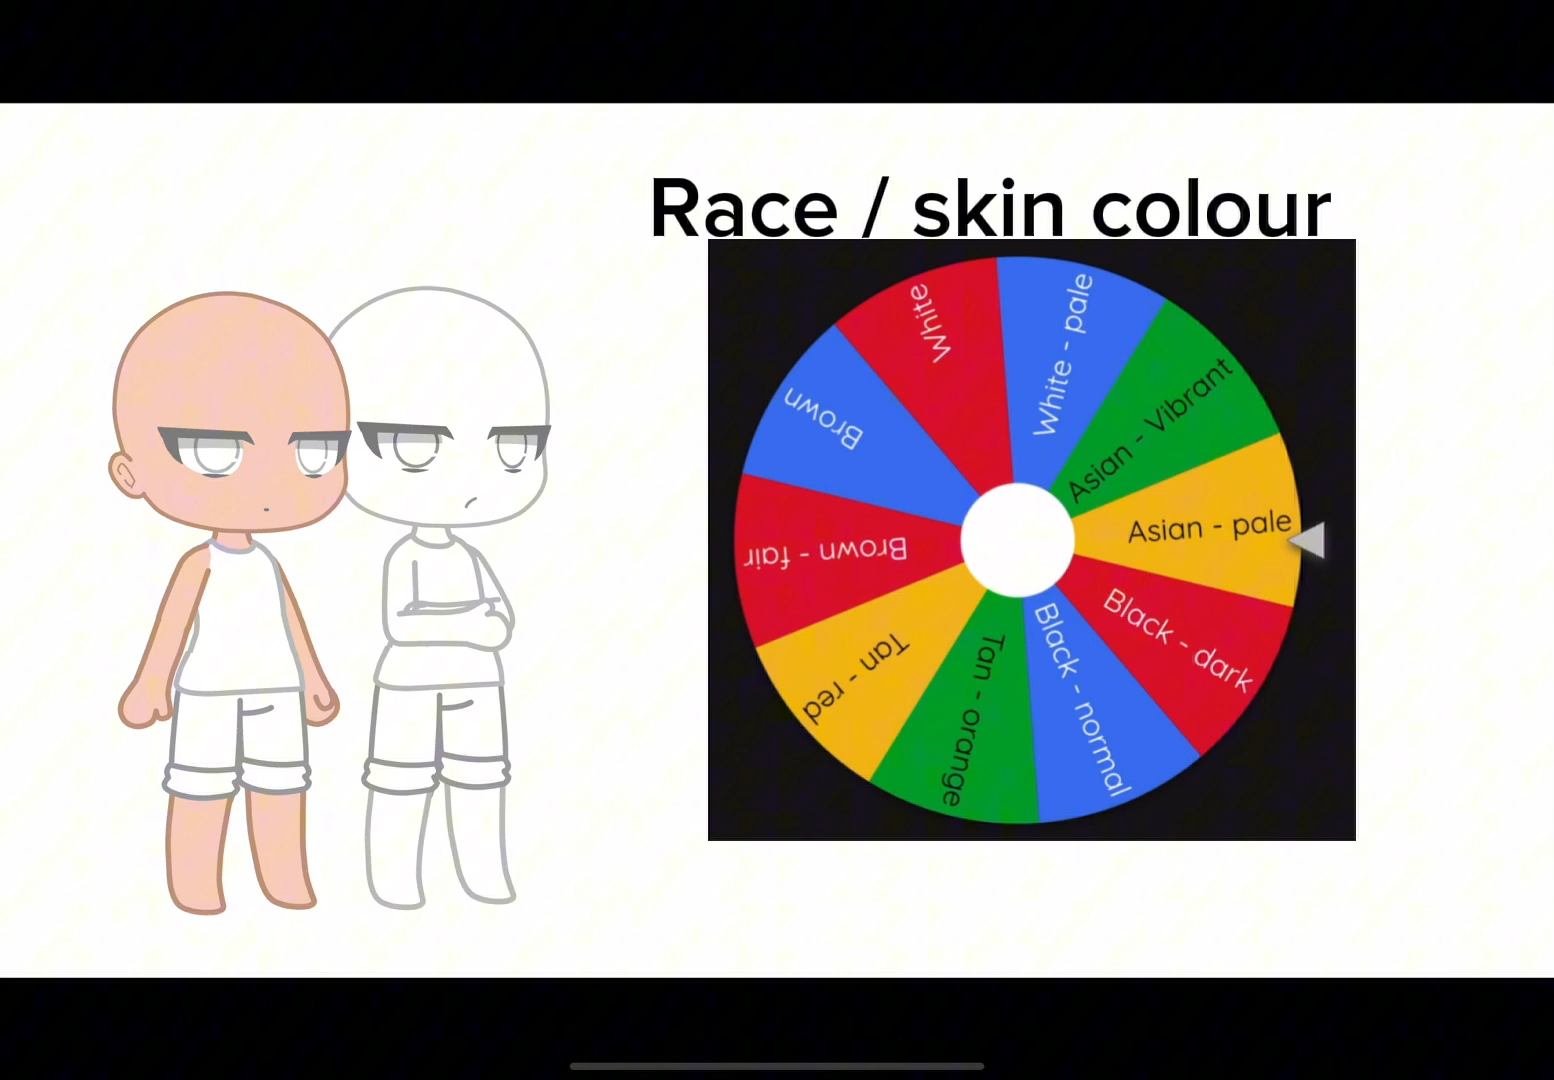 Race / skin colour
White - pale
Asian - Vibrant
Asian - pale
Black - dark
Black - normal
Tan - orange
Tan - red
Brown - fair
Brown
White